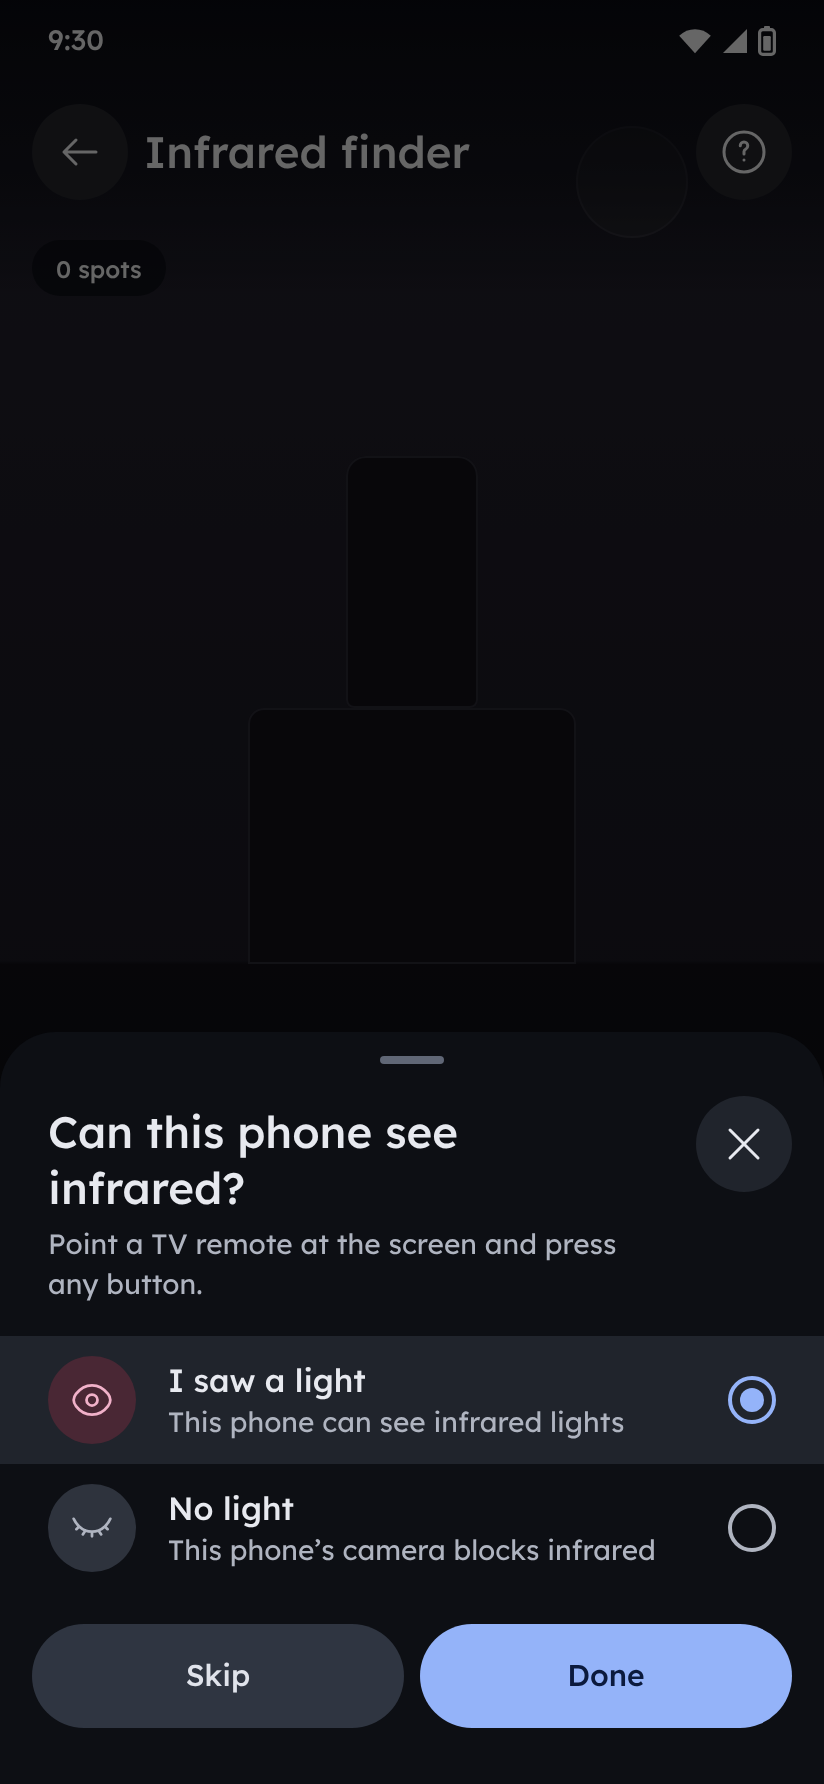 9:30
Infrared finder
0 spots
Can this phone see
infrared?
Point a TV remote at the screen and press
any button.
I saw a light
This phone can see infrared lights
No light
This phone’s camera blocks infrared
Skip
Done